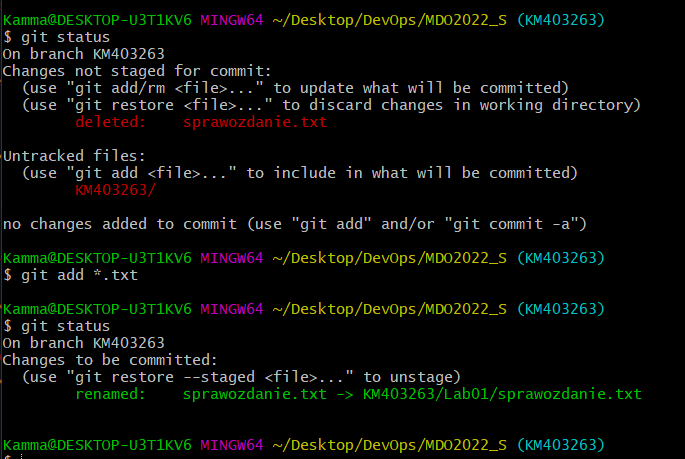 Kamma@DESKTOP-U3T1KV6 MINGW64 ~/Desktop/DevOps/MDO2022_S (KM403263)
$ git status
On branch KM403263
Changes not staged for commit:
  (use "git add/rm <file>..." to update what will be committed)
  (use "git restore <file>..." to discard changes in working directory)
        deleted:    sprawozdanie.txt

Untracked files:
  (use "git add <file>..." to include in what will be committed)
        KM403263/

no changes added to commit (use "git add" and/or "git commit -a")

Kamma@DESKTOP-U3T1KV6 MINGW64 ~/Desktop/DevOps/MDO2022_S (KM403263)
$ git add *.txt

Kamma@DESKTOP-U3T1KV6 MINGW64 ~/Desktop/DevOps/MDO2022_S (KM403263)
$ git status
On branch KM403263
Changes to be committed:
  (use "git restore --staged <file>..." to unstage)
        renamed:    sprawozdanie.txt -> KM403263/Lab01/sprawozdanie.txt

Kamma@DESKTOP-U3T1KV6 MINGW64 ~/Desktop/DevOps/MDO2022_S (KM403263)
$